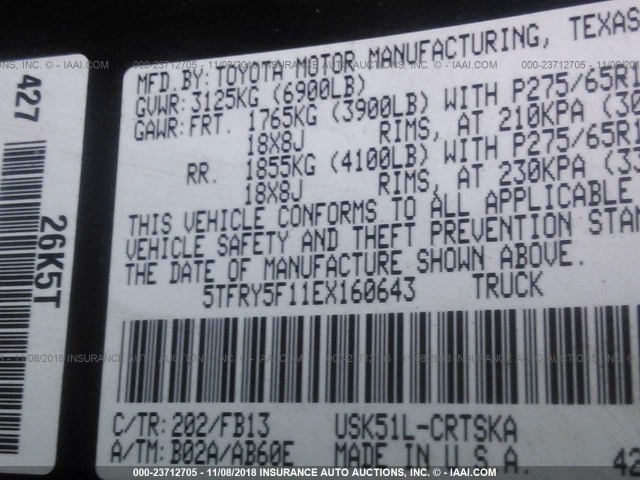 000-23712705 - 11/08/2018 INSURANCE AUTO AUCTIONS - © - IAAI.COM
MFD.BY: TOYOTA MOTOR MANUFACTURING, TEXAS
GVWR: 3125KG (6900LB)
GAWR: FRT. 1765KG (3900LB) WITH P275/65R1
18X8J RIMS, AT 210KPA (30
RR. 1855KG (4100LB) WITH P275/65R1
18X8J RIMS, AT 230KPA (33
THIS VEHICLE CONFORMS TO ALL APPLICABLE
VEHICLE SAFETY AND THEFT PREVENTION STAN
THE DATE OF MANUFACTURE SHOWN ABOVE.
5TFRY5F11EX160643 TRUCK
C/TR: 202/FB13 USK51L-CRTSKA
A/TM: B02A/AB60E MADE IN U.S.A. 42
427
26K5T
000-23712705 - 11/08/2018 INSURANCE AUTO AUCTIONS - © - IAAI.COM